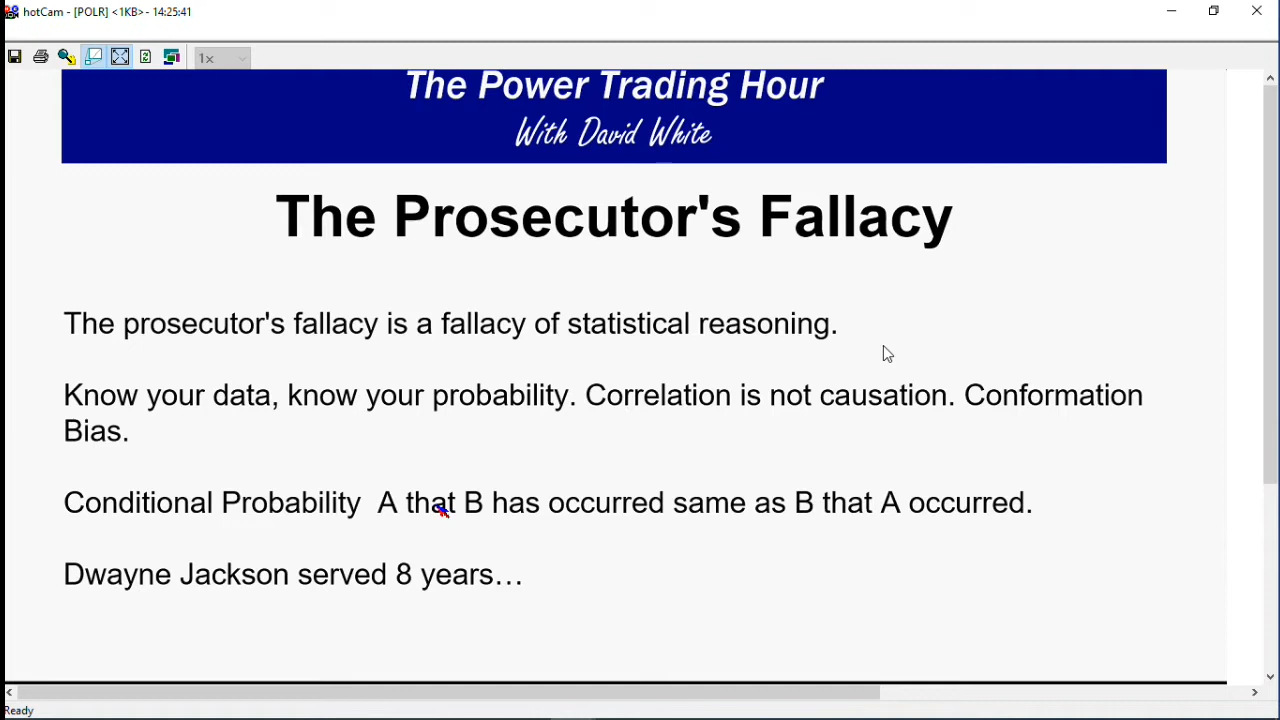 hotCam - [POLR] <1KB> - 14:25:41
1x
The Power Trading Hour
With David White
The Prosecutor's Fallacy
The prosecutor's fallacy is a fallacy of statistical reasoning.
Know your data, know your probability. Correlation is not causation. Conformation
Bias.
Conditional Probability  A that B has occurred same as B that A occurred.
Dwayne Jackson served 8 years…
Ready